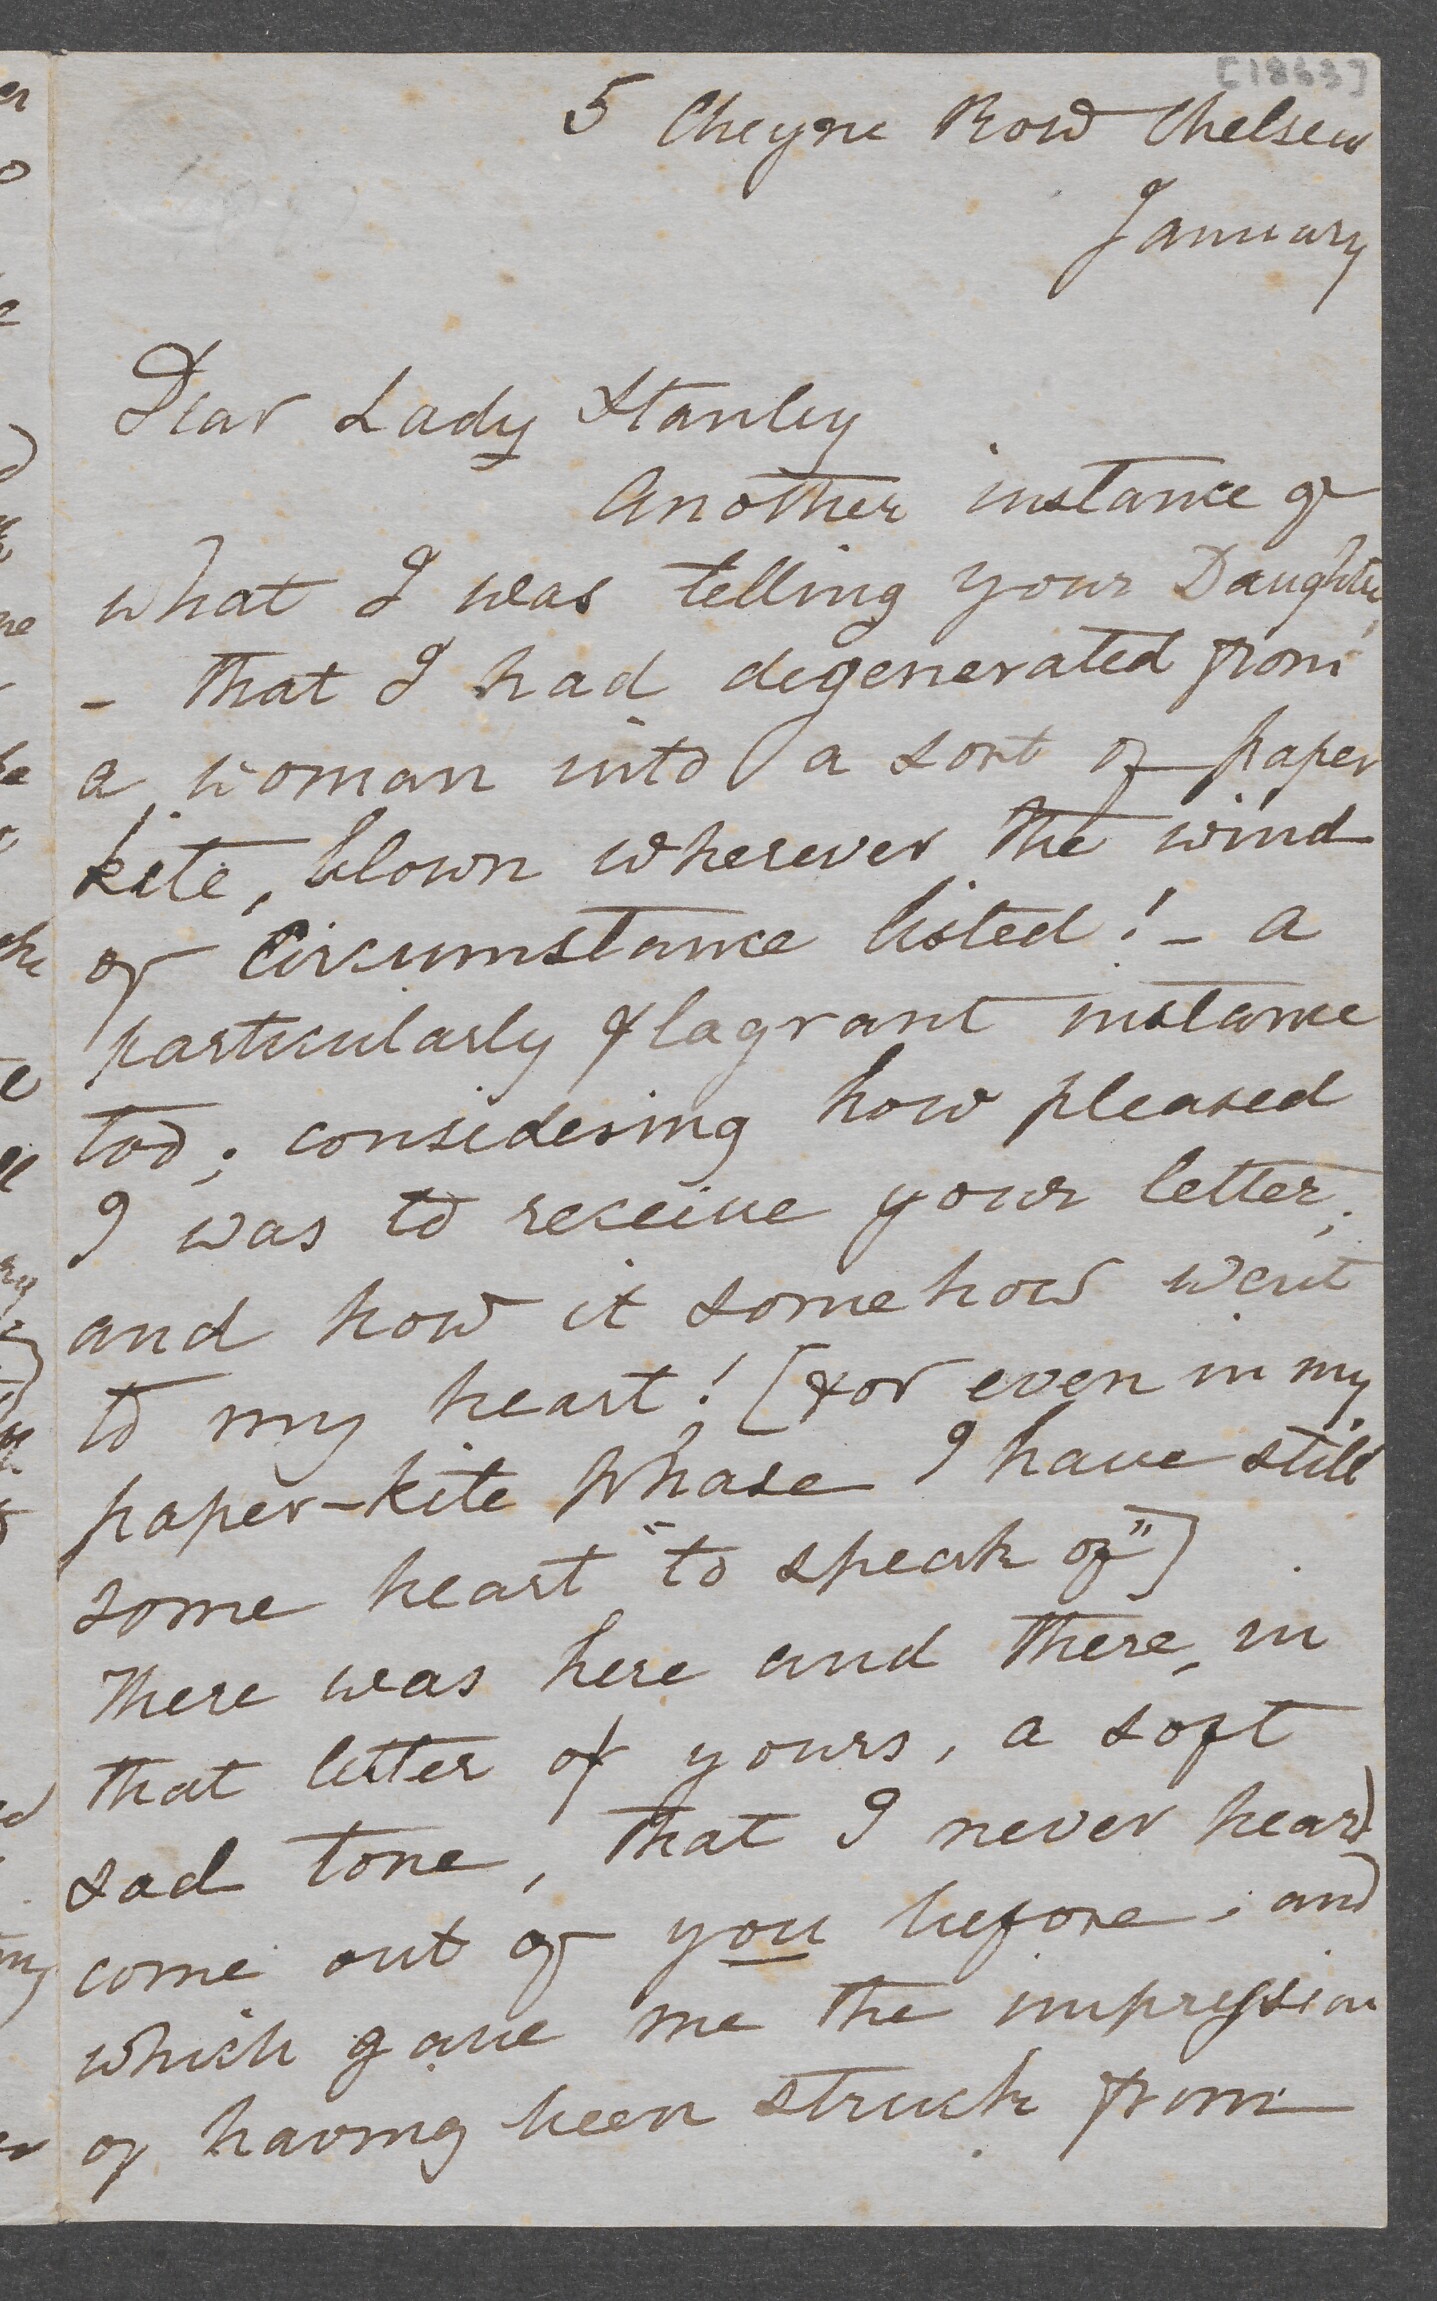 [1863]
5 Cheyne Row Chelsea
January
Dear Lady Stanley
Another instance of
what I was telling your Daughter,
- that I had degenerated from
a woman into a sort of paper
kite, blown wherever the wind
of Circumstance listed! - a
particularly flagrant instance
too; considering how pleased
I was to receive your letter;
and how it somehow went
to my heart! [for even in my
paper-kite phase I have still
some heart "to speak of"]
There was here and there, in
that letter of yours, a soft
sad tone, that I never heard
come out of you before; and
which gave me the impression
of having been struck from